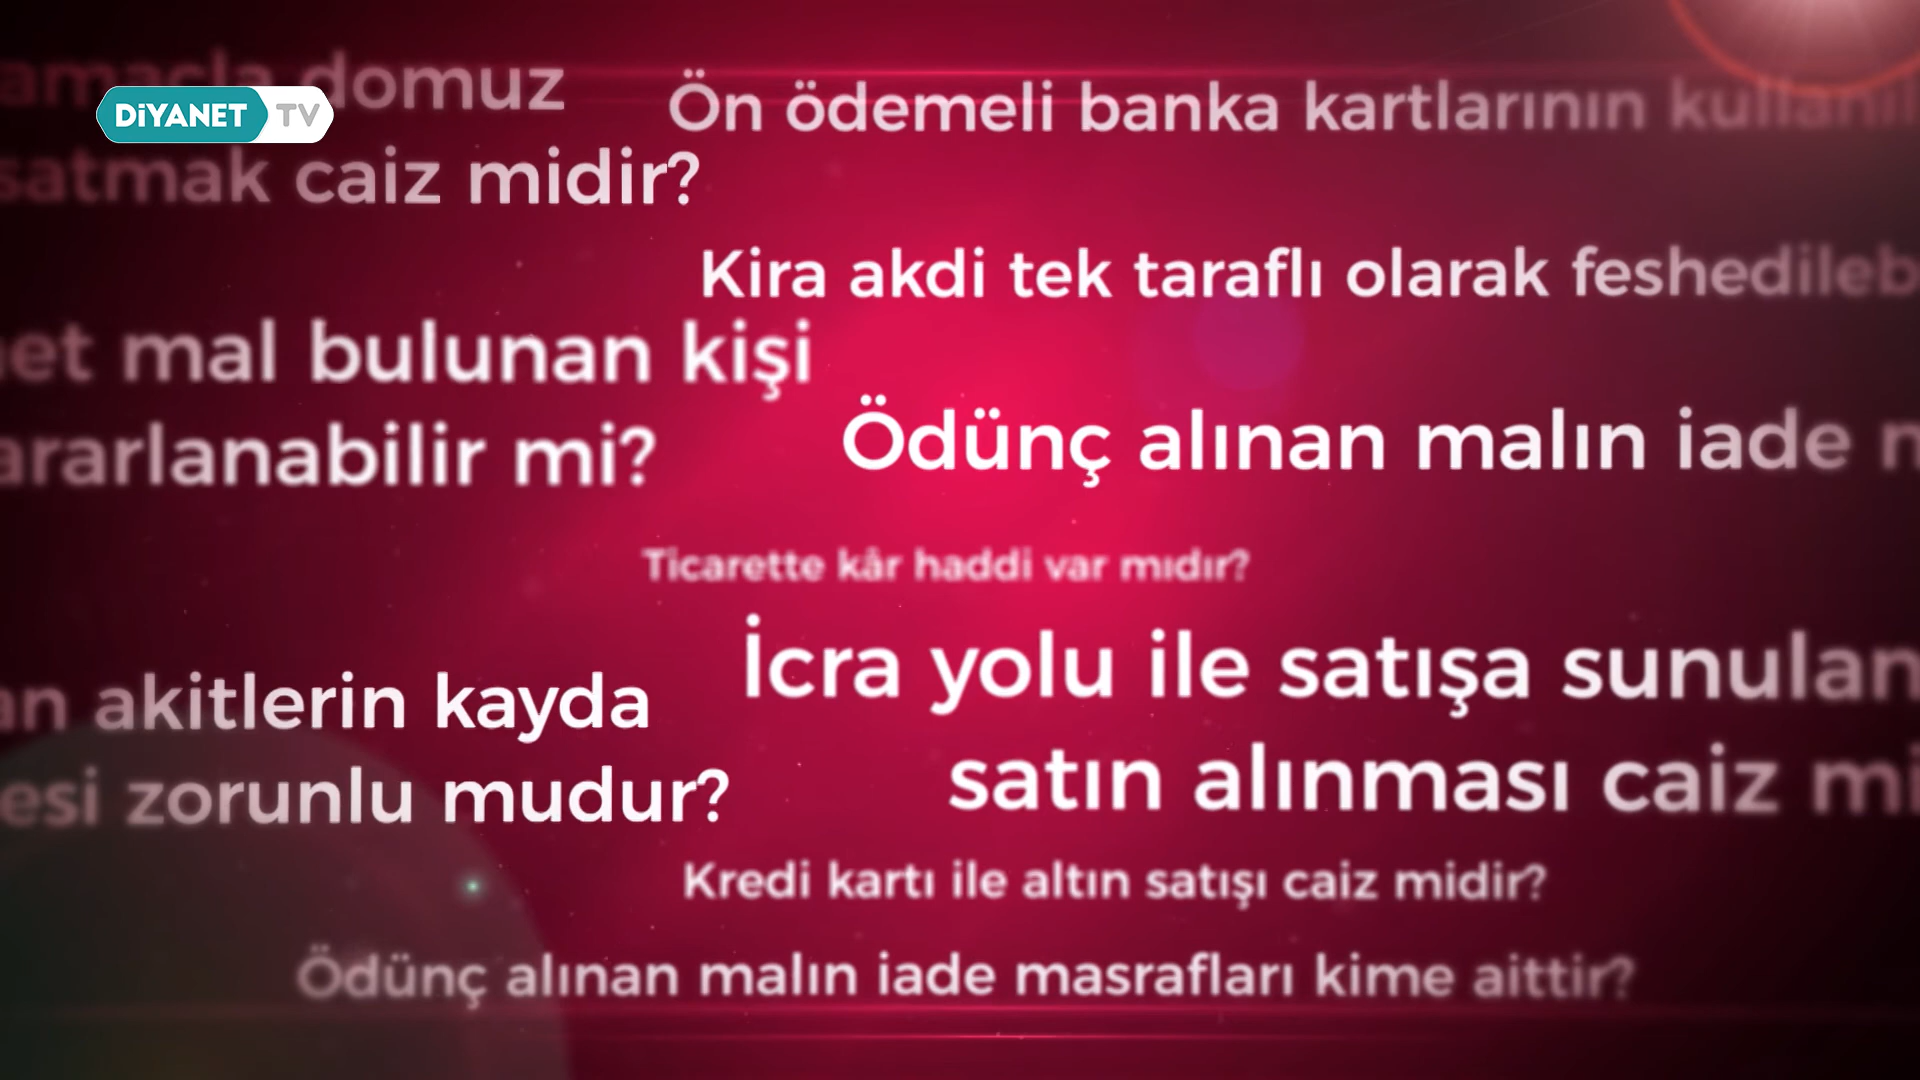 domuz
DİYANET TV
satmak caiz midir?
Ön ödemeli banka kartlarının
Kira akdi tek taraflı olarak
mal bulunan kişi
mi?
Ödünç alınan malın iade
Ticarette kâr haddi var mıdır?
İcra yolu ile satışa sunulan
satın alınması caiz
akitlerin kayda
zorunlu mudur?
Kredi kartı ile altın satışı caiz midir?
Ödünç alınan malın iade masrafları kime aittir?